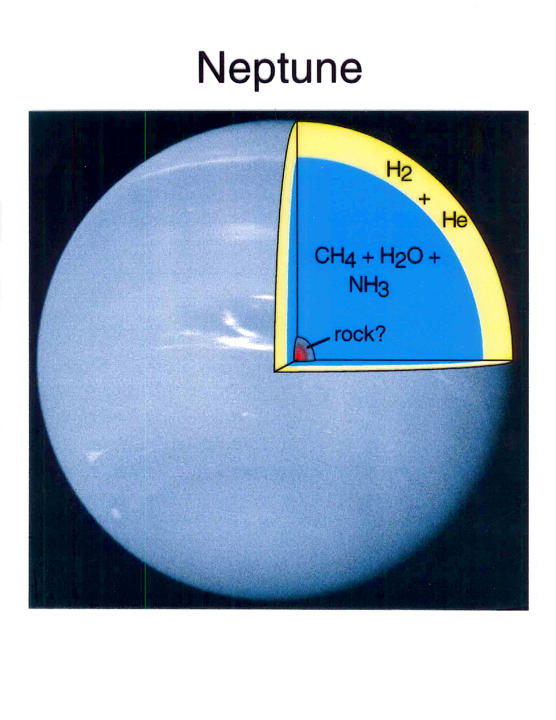 Neptune
H2
+
He
CH4 + H2O +
NH3
rock?